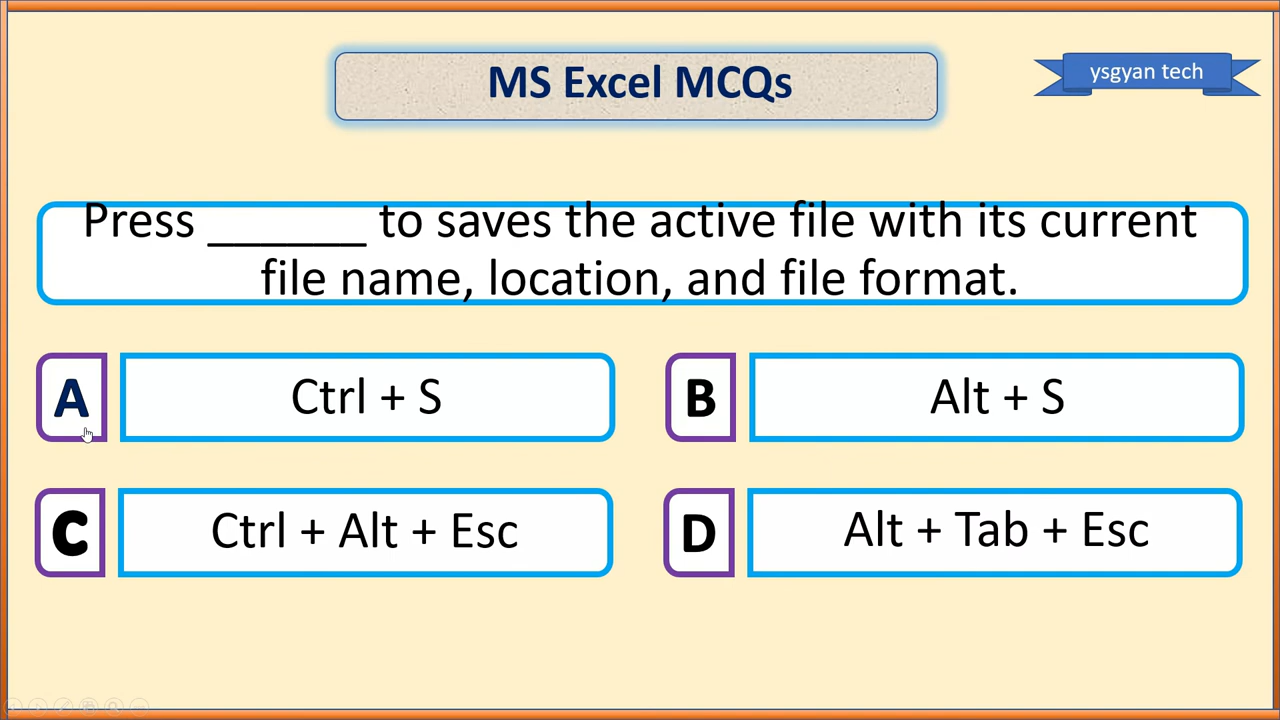 MS Excel MCQs
ysgyan tech
Press ______ to saves the active file with its current
file name, location, and file format.
A
Ctrl + S
B
Alt + S
C
Ctrl + Alt + Esc
D
Alt + Tab + Esc